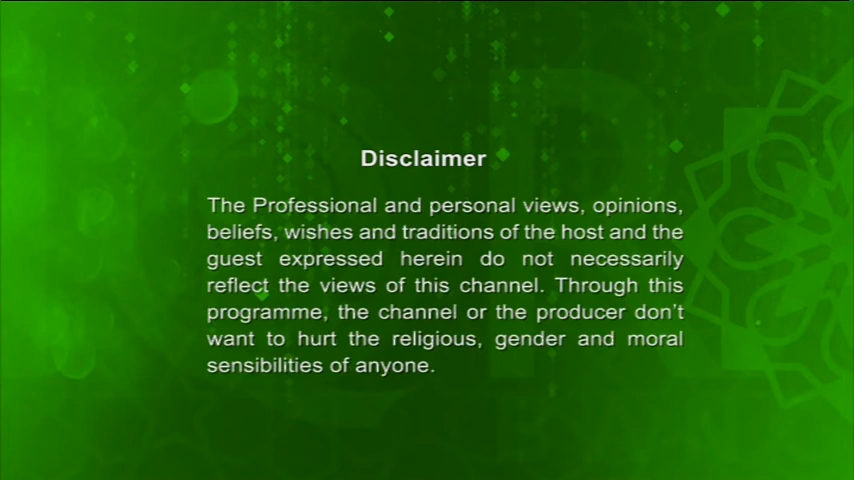 Disclaimer
The Professional and personal views, opinions,
beliefs, wishes and traditions of the host and the
guest expressed herein do not necessarily
reflect the views of this channel. Through this
programme, the channel or the producer don't
want to hurt the religious, gender and moral
sensibilities of anyone.